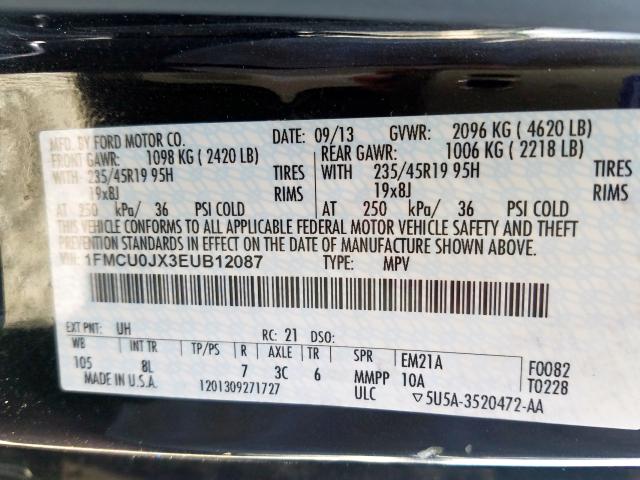 MFD. BY FORD MOTOR CO. DATE: 09/13 GVWR: 2096 KG ( 4620 LB)
FRONT GAWR: 1098 KG ( 2420 LB) REAR GAWR: 1006 KG ( 2218 LB)
WITH 235/45R19 95H TIRES WITH 235/45R19 95H TIRES
19x8J RIMS 19x8J RIMS
AT 250 kPa/ 36 PSI COLD AT 250 kPa/ 36 PSI COLD
THIS VEHICLE CONFORMS TO ALL APPLICABLE FEDERAL MOTOR VEHICLE SAFETY AND THEFT
PREVENTION STANDARDS IN EFFECT ON THE DATE OF MANUFACTURE SHOWN ABOVE.
VIN: 1FMCU0JX3EUB12087 TYPE: MPV
EXT PNT: UH RC: 21 DSO:
WB INT TR TP/PS R AXLE TR SPR EM21A F0082
105 8L 7 3C 6 MMPP 10A T0228
MADE IN U.S.A. 1201309271727 ULC ▽5U5A-3520472-AA